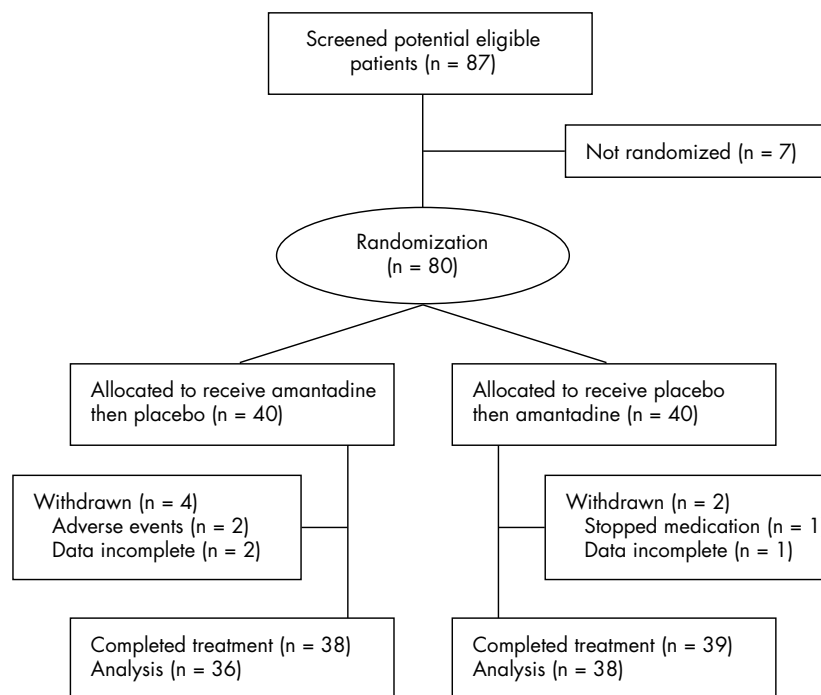 Screened potential eligible
patients (n = 87)
Not randomized (n = 7)
Randomization
(n = 80)
Allocated to receive amantadine
then placebo (n = 40)
Allocated to receive placebo
then amantadine (n = 40)
Withdrawn (n = 4)
Adverse events (n = 2)
Data incomplete (n = 2)
Withdrawn (n = 2)
Stopped medication (n = 1
Data incomplete (n = 1)
Completed treatment (n = 38)
Analysis (n = 36)
Completed treatment (n = 39)
Analysis (n = 38)